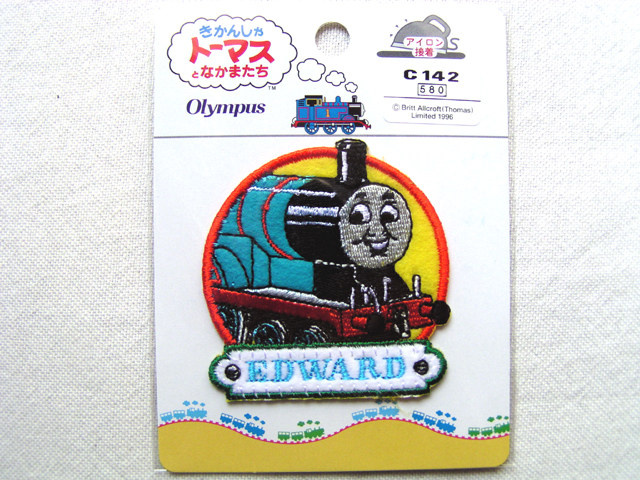 きかんしゃ
トーマス
となかまたち
TM
Olympus
アイロン
接着
S
C 142
580
© Britt Allcroft (Thomas)
Limited 1996
1
EDWARD